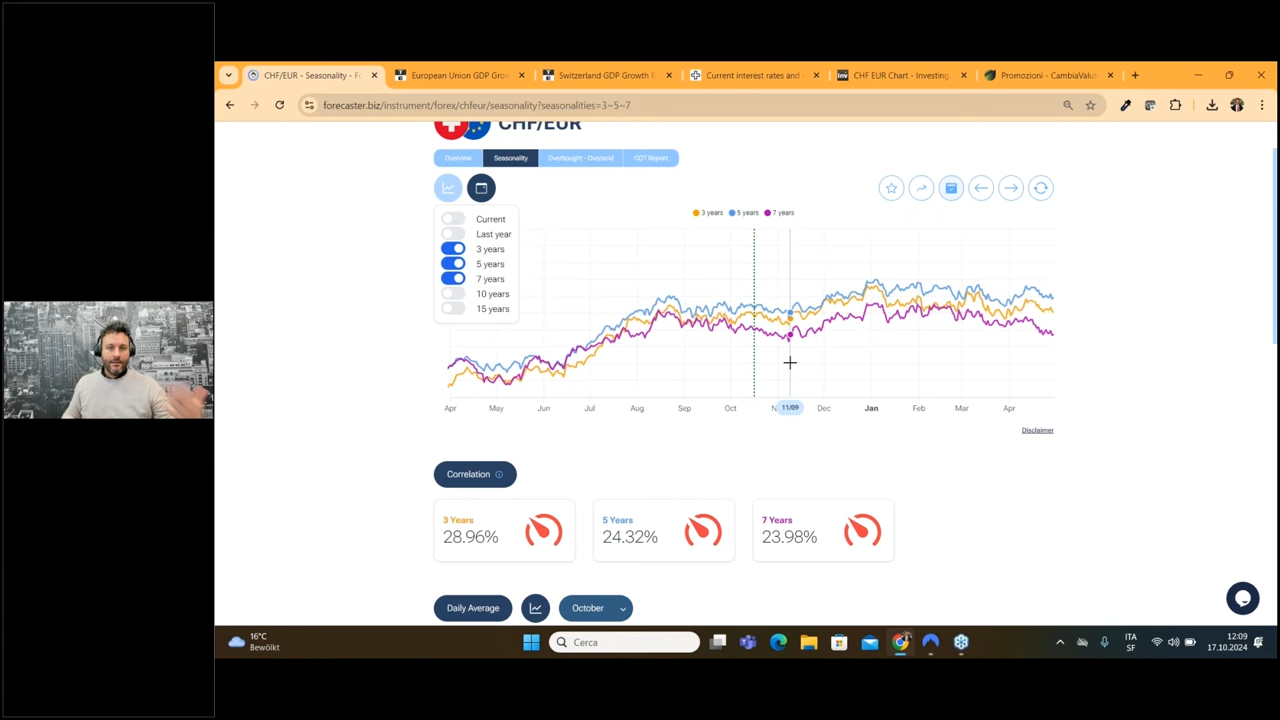 CHF/EUR - Seasonality - Fo
European Union GDP Grow
Switzerland GDP Growth R
Current interest rates and
CHF EUR Chart - Investing
Promozioni - CambiaValut
forecaster.biz/instrument/forex/chfeur/seasonality?seasonalities=3~5~7
CHF/EUR
Overview
Seasonality
Overbought - Oversold
COT Report
Current
Last year
3 years
5 years
7 years
10 years
15 years
3 years
5 years
7 years
Apr
May
Jun
Jul
Aug
Sep
Oct
N
11/09
Dec
Jan
Feb
Mar
Apr
Disclaimer
Correlation
3 Years
28.96%
5 Years
24.32%
7 Years
23.98%
Daily Average
October
16°C
Bewölkt
Cerca
ITA
SF
12:09
17.10.2024